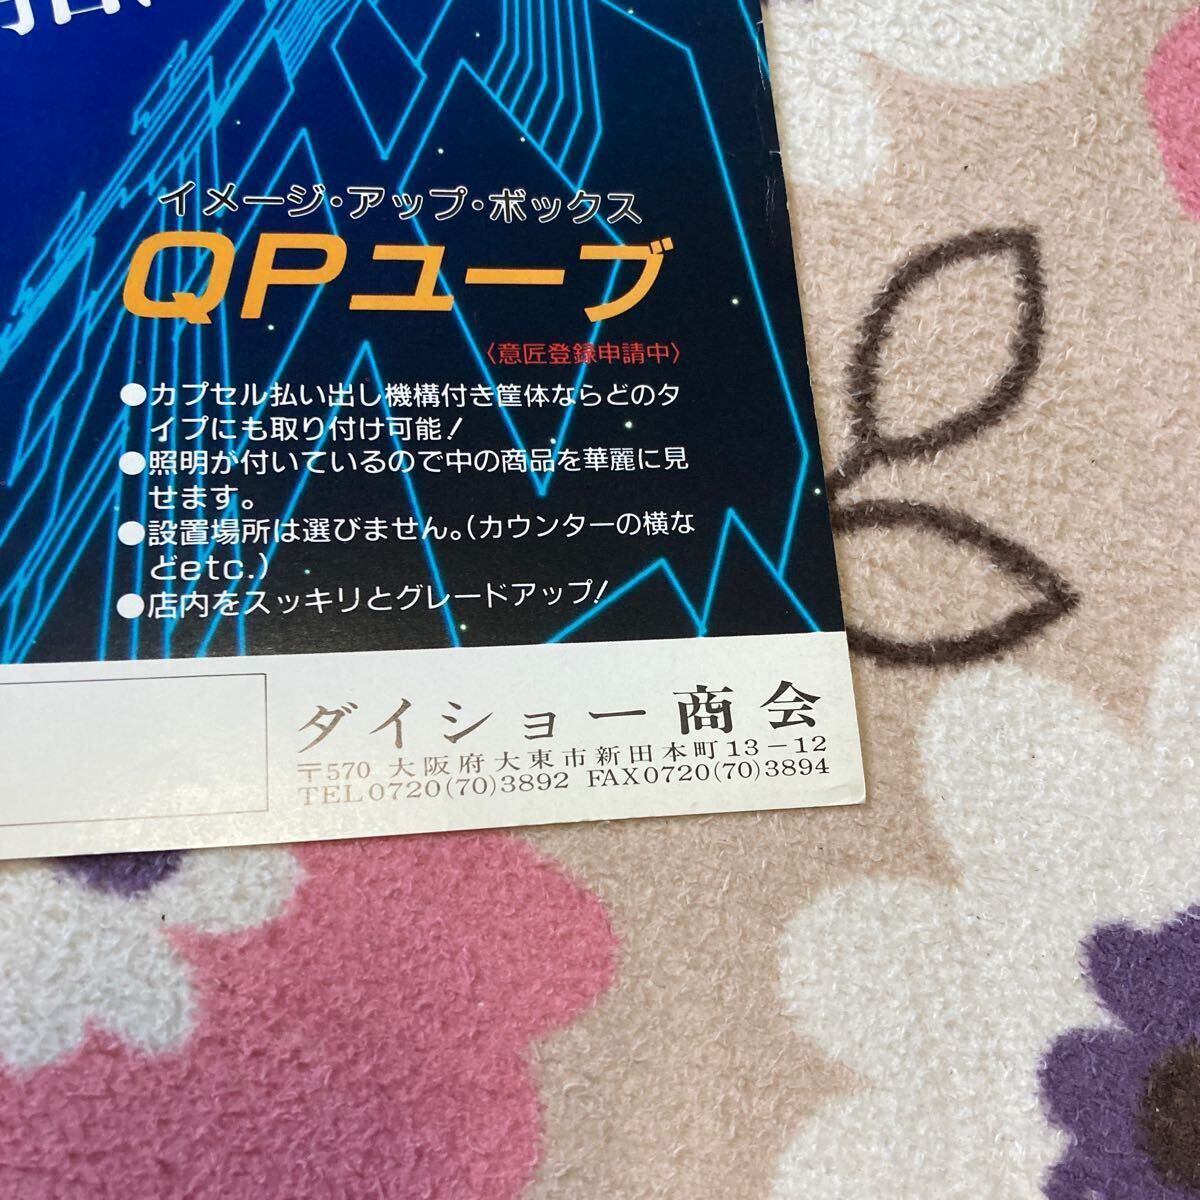 イメージ・アップ・ボックス
QPユーブ
〈意匠登録申請中〉
●カプセル払い出し機構付き筐体ならどのタ
イプにも取り付け可能!
●照明が付いているので中の商品を華麗に見
せます。
●設置場所は選びません。(カウンターの横な
どetc.)
●店内をスッキリとグレードアップ!
ダイショー商会
〒570 大阪府大東市新田本町13-12
TEL0720(70)3892 FAX0720(70)3894